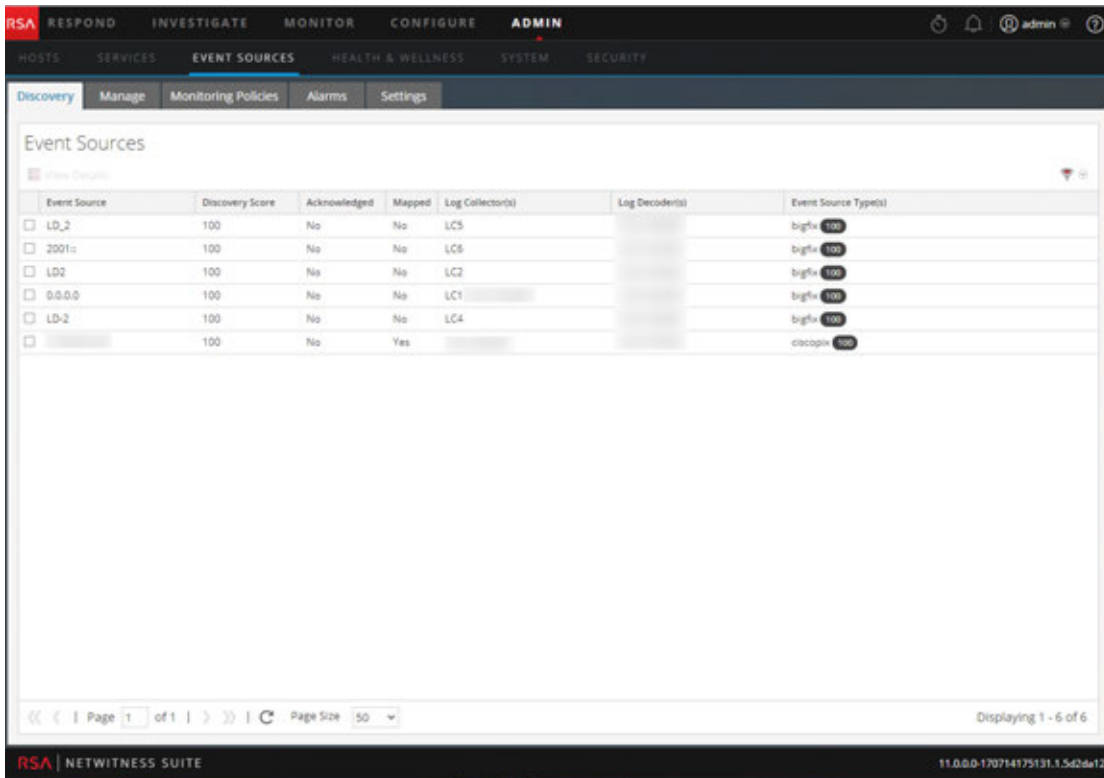 RSA RESPOND INVESTIGATE MONITOR CONFIGURE ADMIN admin
HOSTS SERVICES EVENT SOURCES HEALTH & WELLNESS SYSTEM SECURITY
Discovery Manage Monitoring Policies Alarms Settings
Event Sources
View Details
Event Source Discovery Score Acknowledged Mapped Log Collector(s) Log Decoder(s) Event Source Type(s)
LD_2 100 No No LC5 bigfix 100
2001:: 100 No No LC6 bigfix 100
LD2 100 No No LC2 bigfix 100
0.0.0.0 100 No No LC1 bigfix 100
LD-2 100 No No LC4 bigfix 100
100 No Yes ciscopix 100
Page 1 of 1 Page Size 50 Displaying 1 - 6 of 6
RSA NETWITNESS SUITE 11.0.0.0-170714175131.1.5d2da12